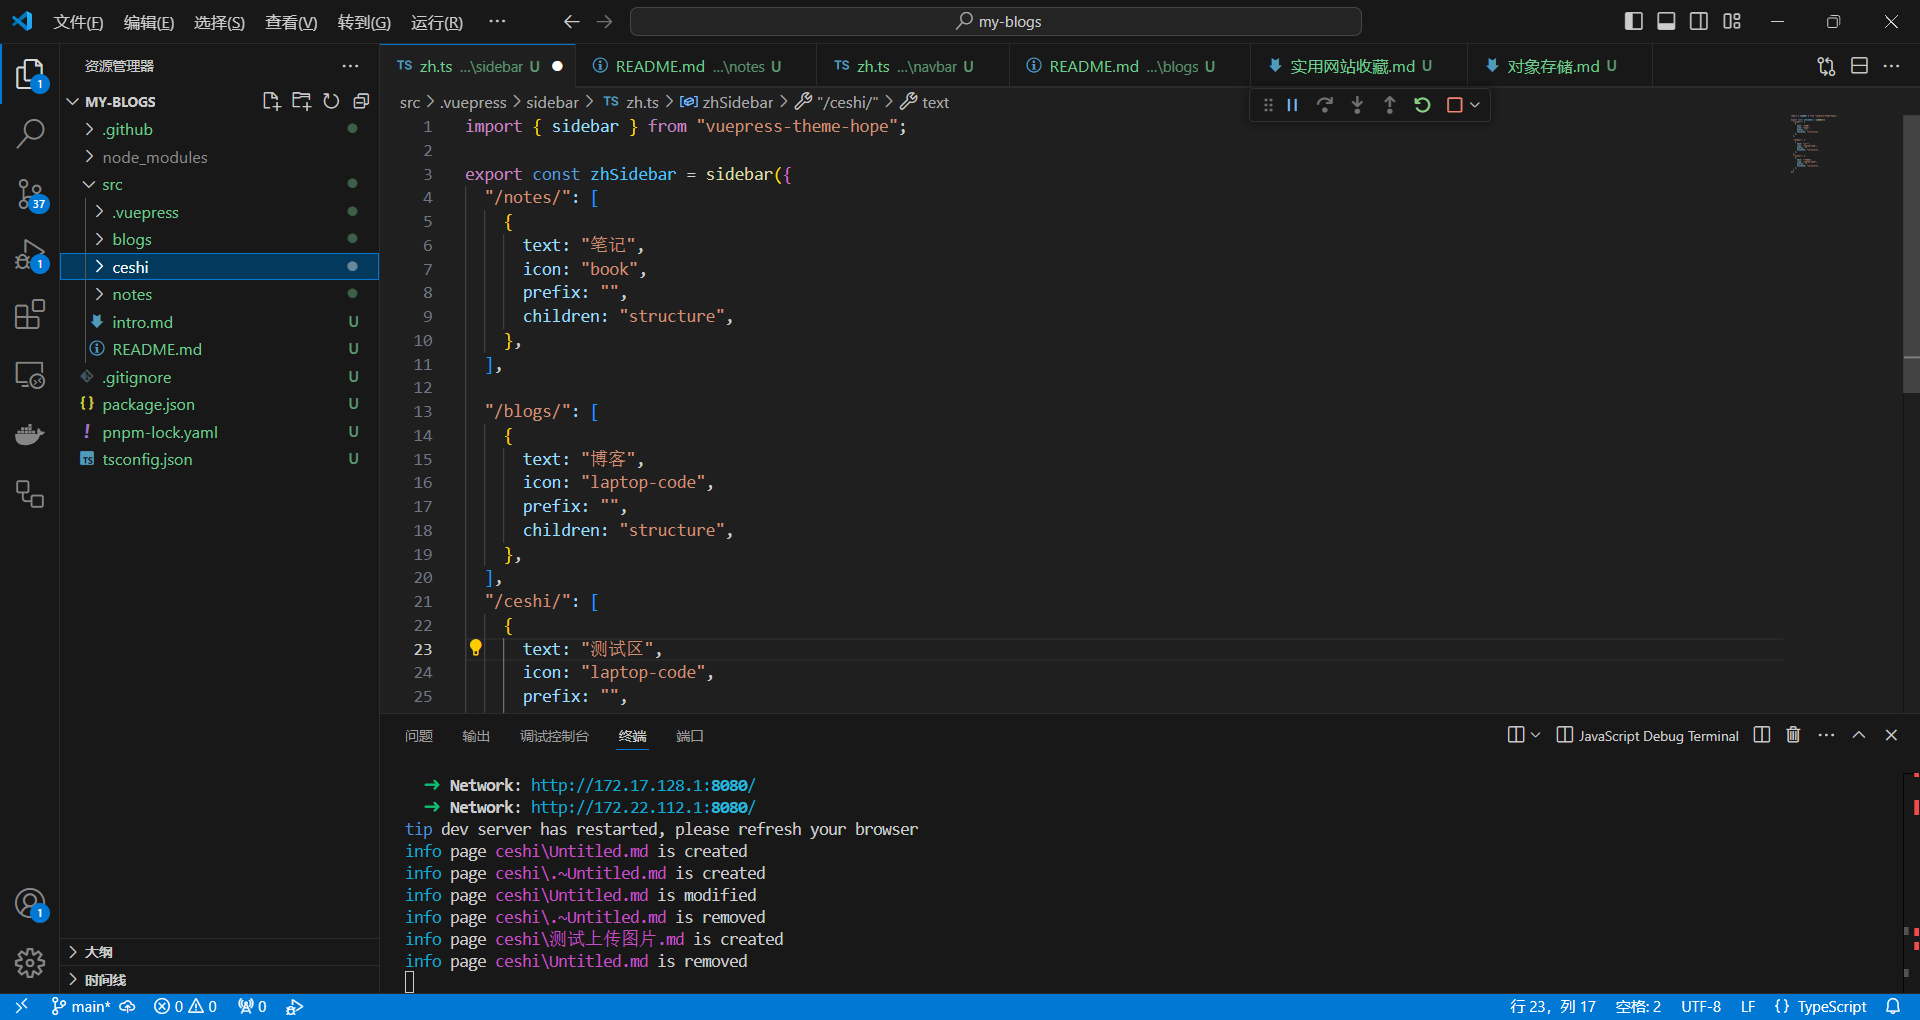 文件(F) 编辑(E) 选择(S) 查看(V) 转到(G) 运行(R) ··· my-blogs
资源管理器 ···
MY-BLOGS
.github
node_modules
src
.vuepress
blogs
ceshi
notes
intro.md U
README.md U
.gitignore U
package.json U
pnpm-lock.yaml U
tsconfig.json U
大纲
时间线
1
37
1
1
TS zh.ts ...\sidebar U
README.md ...\notes U
TS zh.ts ...\navbar U
README.md ...\blogs U
实用网站收藏.md U
对象存储.md U
src > .vuepress > sidebar > TS zh.ts > zhSidebar > "/ceshi/" > text
1 import { sidebar } from "vuepress-theme-hope";
2
3 export const zhSidebar = sidebar({
4 "/notes/": [
5 {
6 text: "笔记",
7 icon: "book",
8 prefix: "",
9 children: "structure",
10 },
11 ],
12
13 "/blogs/": [
14 {
15 text: "博客",
16 icon: "laptop-code",
17 prefix: "",
18 children: "structure",
19 },
20 ],
21 "/ceshi/": [
22 {
23 text: "测试区",
24 icon: "laptop-code",
25 prefix: "",
问题 输出 调试控制台 终端 端口 JavaScript Debug Terminal
➜ Network: http://172.17.128.1:8080/
➜ Network: http://172.22.112.1:8080/
tip dev server has restarted, please refresh your browser
info page ceshi\Untitled.md is created
info page ceshi\.~Untitled.md is created
info page ceshi\Untitled.md is modified
info page ceshi\.~Untitled.md is removed
info page ceshi\测试上传图片.md is created
info page ceshi\Untitled.md is removed
main* 0 0 0 行 23，列 17 空格: 2 UTF-8 LF {} TypeScript